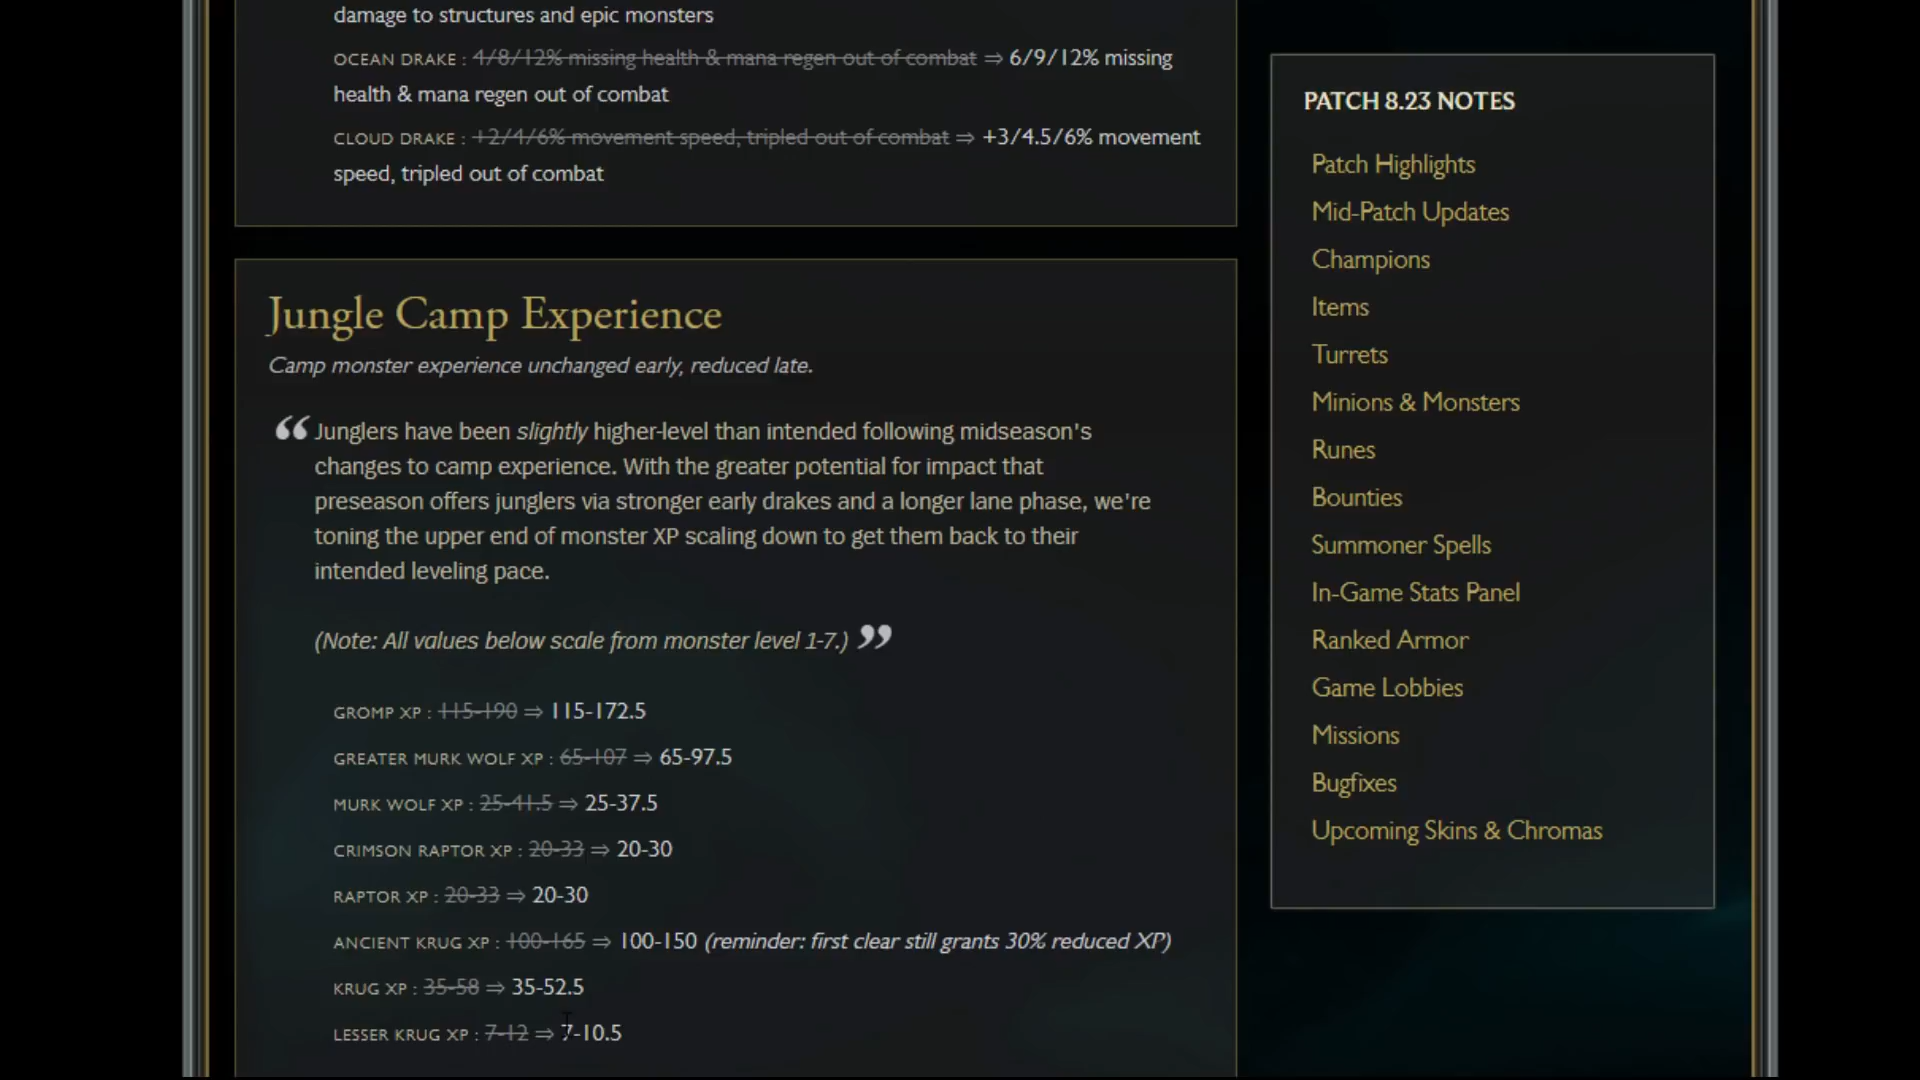 damage to structures and epic monsters
OCEAN DRAKE : 4/8/12% missing health & mana regen out of combat ⇒ 6/9/12% missing
health & mana regen out of combat
CLOUD DRAKE : +2/4/6% movement speed, tripled out of combat ⇒ +3/4.5/6% movement
speed, tripled out of combat
Jungle Camp Experience
Camp monster experience unchanged early, reduced late.
“Junglers have been slightly higher-level than intended following midseason's
changes to camp experience. With the greater potential for impact that
preseason offers junglers via stronger early drakes and a longer lane phase, we're
toning the upper end of monster XP scaling down to get them back to their
intended leveling pace.
(Note: All values below scale from monster level 1-7.) ”
GROMP XP : 115-190 ⇒ 115-172.5
GREATER MURK WOLF XP : 65-107 ⇒ 65-97.5
MURK WOLF XP : 25-41.5 ⇒ 25-37.5
CRIMSON RAPTOR XP : 20-33 ⇒ 20-30
RAPTOR XP : 20-33 ⇒ 20-30
ANCIENT KRUG XP : 100-165 ⇒ 100-150 (reminder: first clear still grants 30% reduced XP)
KRUG XP : 35-58 ⇒ 35-52.5
LESSER KRUG XP : 7-12 ⇒ 7-10.5
PATCH 8.23 NOTES
Patch Highlights
Mid-Patch Updates
Champions
Items
Turrets
Minions & Monsters
Runes
Bounties
Summoner Spells
In-Game Stats Panel
Ranked Armor
Game Lobbies
Missions
Bugfixes
Upcoming Skins & Chromas